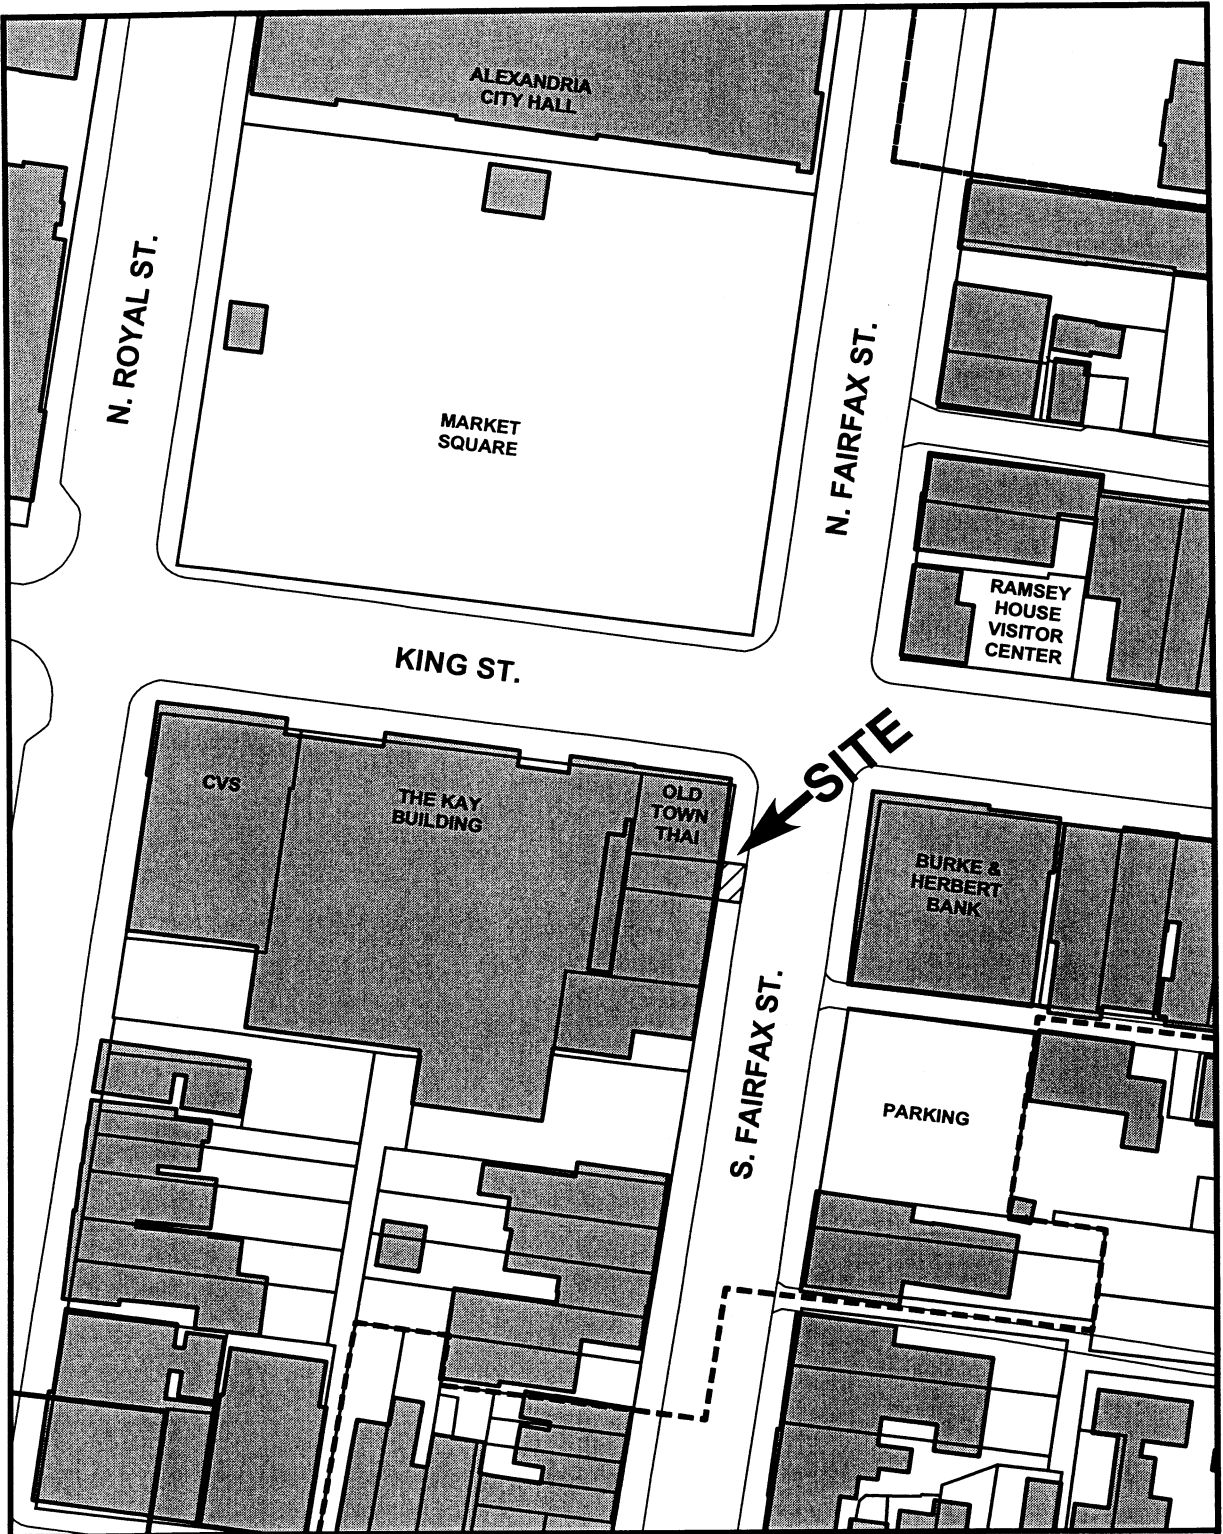 ALEXANDRIA
CITY HALL
N. ROYAL ST.
N. FAIRFAX ST.
MARKET
SQUARE
RAMSEY
HOUSE
VISITOR
CENTER
KING ST.
SITE
CVS
THE KAY
BUILDING
OLD
TOWN
THAI
BURKE &
HERBERT
BANK
S. FAIRFAX ST.
PARKING